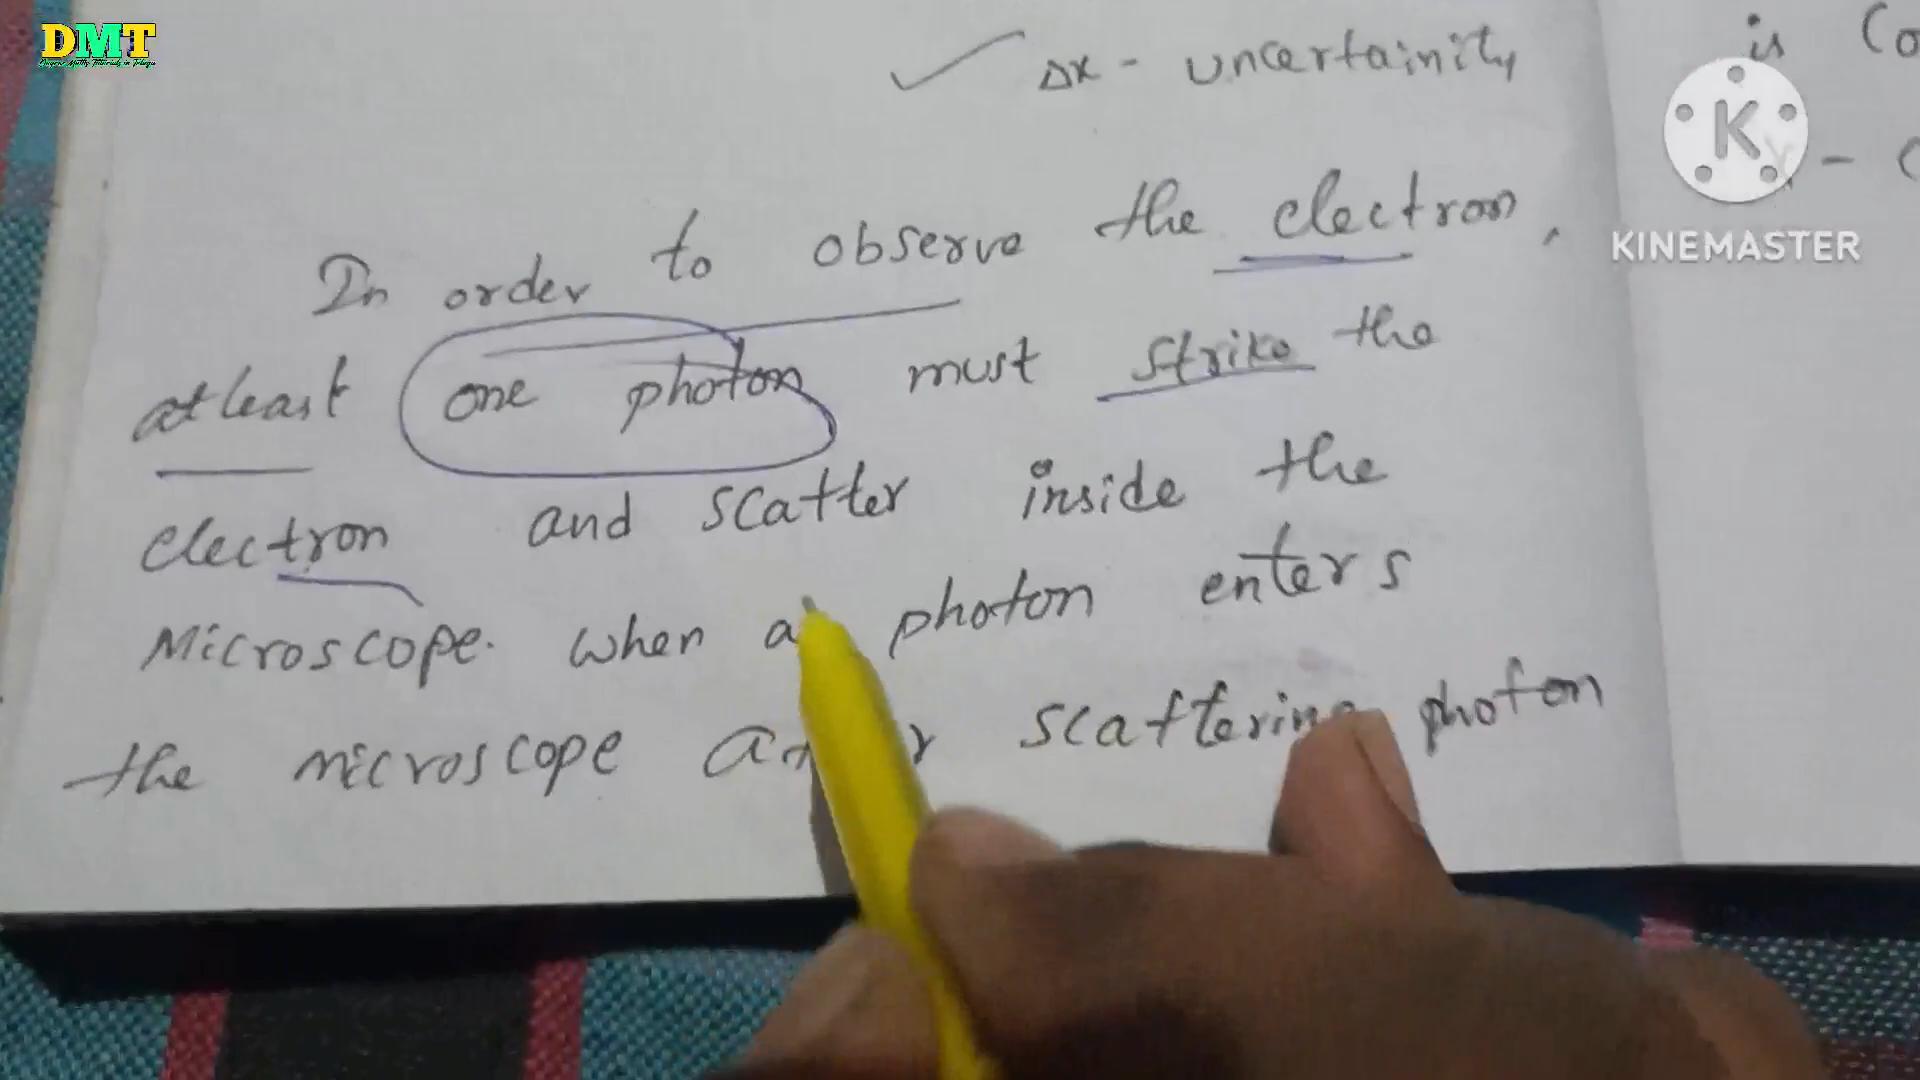 DMT
Δx - uncertainity
is Co
K
KINEMASTER
In order to observe the electron,
atleast one photon must strike the
electron and scatter inside the
Microscope. when a photon enters
the microscope scattering photon